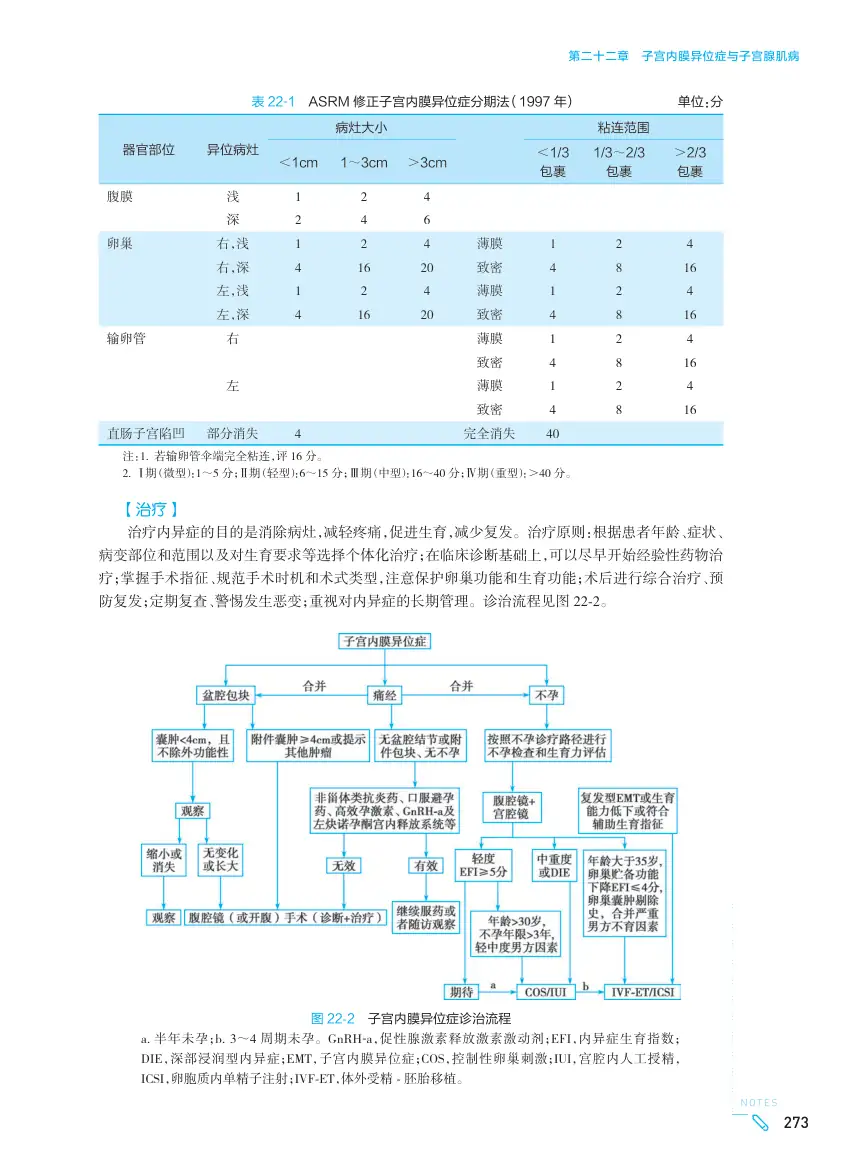 第二十二章　子宫内膜异位症与子宫腺肌病
表 22-1　ASRM 修正子宫内膜异位症分期法（1997 年）　单位：分
器官部位　异位病灶　病灶大小　粘连范围
＜1cm　1～3cm　＞3cm　＜1/3包裹　1/3～2/3包裹　＞2/3包裹
腹膜　浅　1　2　4
深　2　4　6
卵巢　右，浅　1　2　4　薄膜　1　2　4
右，深　4　16　20　致密　4　8　16
左，浅　1　2　4　薄膜　1　2　4
左，深　4　16　20　致密　4　8　16
输卵管　右　薄膜　1　2　4
致密　4　8　16
左　薄膜　1　2　4
致密　4　8　16
直肠子宫陷凹　部分消失　4　完全消失　40
注：1. 若输卵管伞端完全粘连，评 16 分。
2. Ⅰ期（微型）：1～5 分；Ⅱ期（轻型）：6～15 分；Ⅲ期（中型）：16～40 分；Ⅳ期（重型）：＞40 分。
【治疗】
治疗内异症的目的是消除病灶，减轻疼痛，促进生育，减少复发。治疗原则：根据患者年龄、症状、
病变部位和范围以及对生育要求等选择个体化治疗；在临床诊断基础上，可以尽早开始经验性药物治
疗；掌握手术指征、规范手术时机和术式类型，注意保护卵巢功能和生育功能；术后进行综合治疗、预
防复发；定期复查、警惕发生恶变；重视对内异症的长期管理。诊治流程见图 22-2。
子宫内膜异位症
盆腔包块　合并　痛经　合并　不孕
囊肿<4cm，且
不除外功能性
附件囊肿≥4cm或提示
其他肿瘤
无盆腔结节或附
件包块、无不孕
按照不孕诊疗路径进行
不孕检查和生育力评估
观察
非甾体类抗炎药、口服避孕
药、高效孕激素、GnRH-a及
左炔诺孕酮宫内释放系统等
腹腔镜+
宫腔镜
复发型EMT或生育
能力低下或符合
辅助生育指征
缩小或
消失
无变化
或长大
无效
有效
轻度
EFI≥5分
中重度
或DIE
年龄大于35岁，
卵巢贮备功能
下降EFI≤4分，
卵巢囊肿剔除
史，合并严重
男方不育因素
观察
腹腔镜（或开腹）手术（诊断+治疗）
继续服药或
者随访观察
年龄>30岁，
不孕年限>3年，
轻中度男方因素
期待　a　COS/IUI　b　IVF-ET/ICSI
图 22-2　子宫内膜异位症诊治流程
a. 半年未孕；b. 3～4 周期未孕。GnRH-a，促性腺激素释放激素激动剂；EFI，内异症生育指数；
DIE，深部浸润型内异症；EMT，子宫内膜异位症；COS，控制性卵巢刺激；IUI，宫腔内人工授精，
ICSI，卵胞质内单精子注射；IVF-ET，体外受精 - 胚胎移植。
NOTES
273